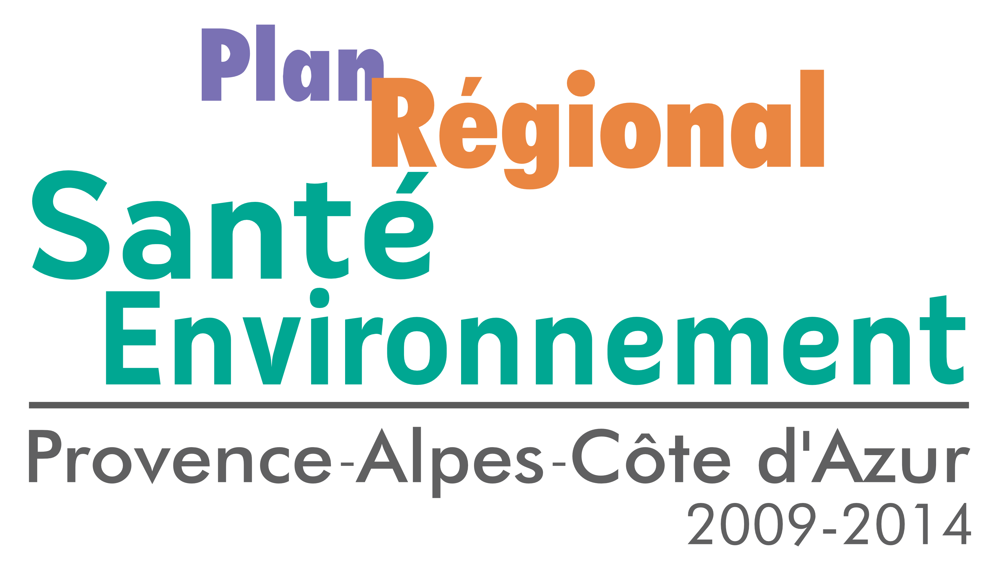 Plan
Régional
Santé
Environnement
Provence-Alpes-Côte d'Azur
2009-2014